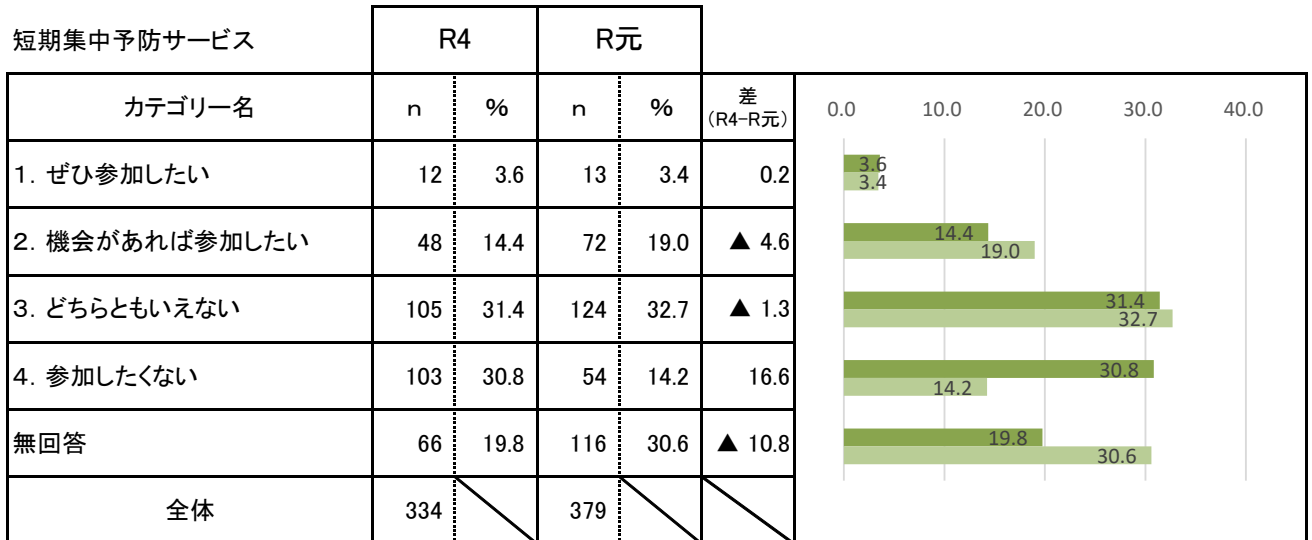 短期集中予防サービス R4 R元
カテゴリー名 n % n % 差
(R4-R元)
1．ぜひ参加したい 12 3.6 13 3.4 0.2
2．機会があれば参加したい 48 14.4 72 19.0 ▲ 4.6
3．どちらともいえない 105 31.4 124 32.7 ▲ 1.3
4．参加したくない 103 30.8 54 14.2 16.6
無回答 66 19.8 116 30.6 ▲ 10.8
全体 334 379
0.0 10.0 20.0 30.0 40.0
3.6
3.4
14.4
19.0
31.4
32.7
30.8
14.2
19.8
30.6